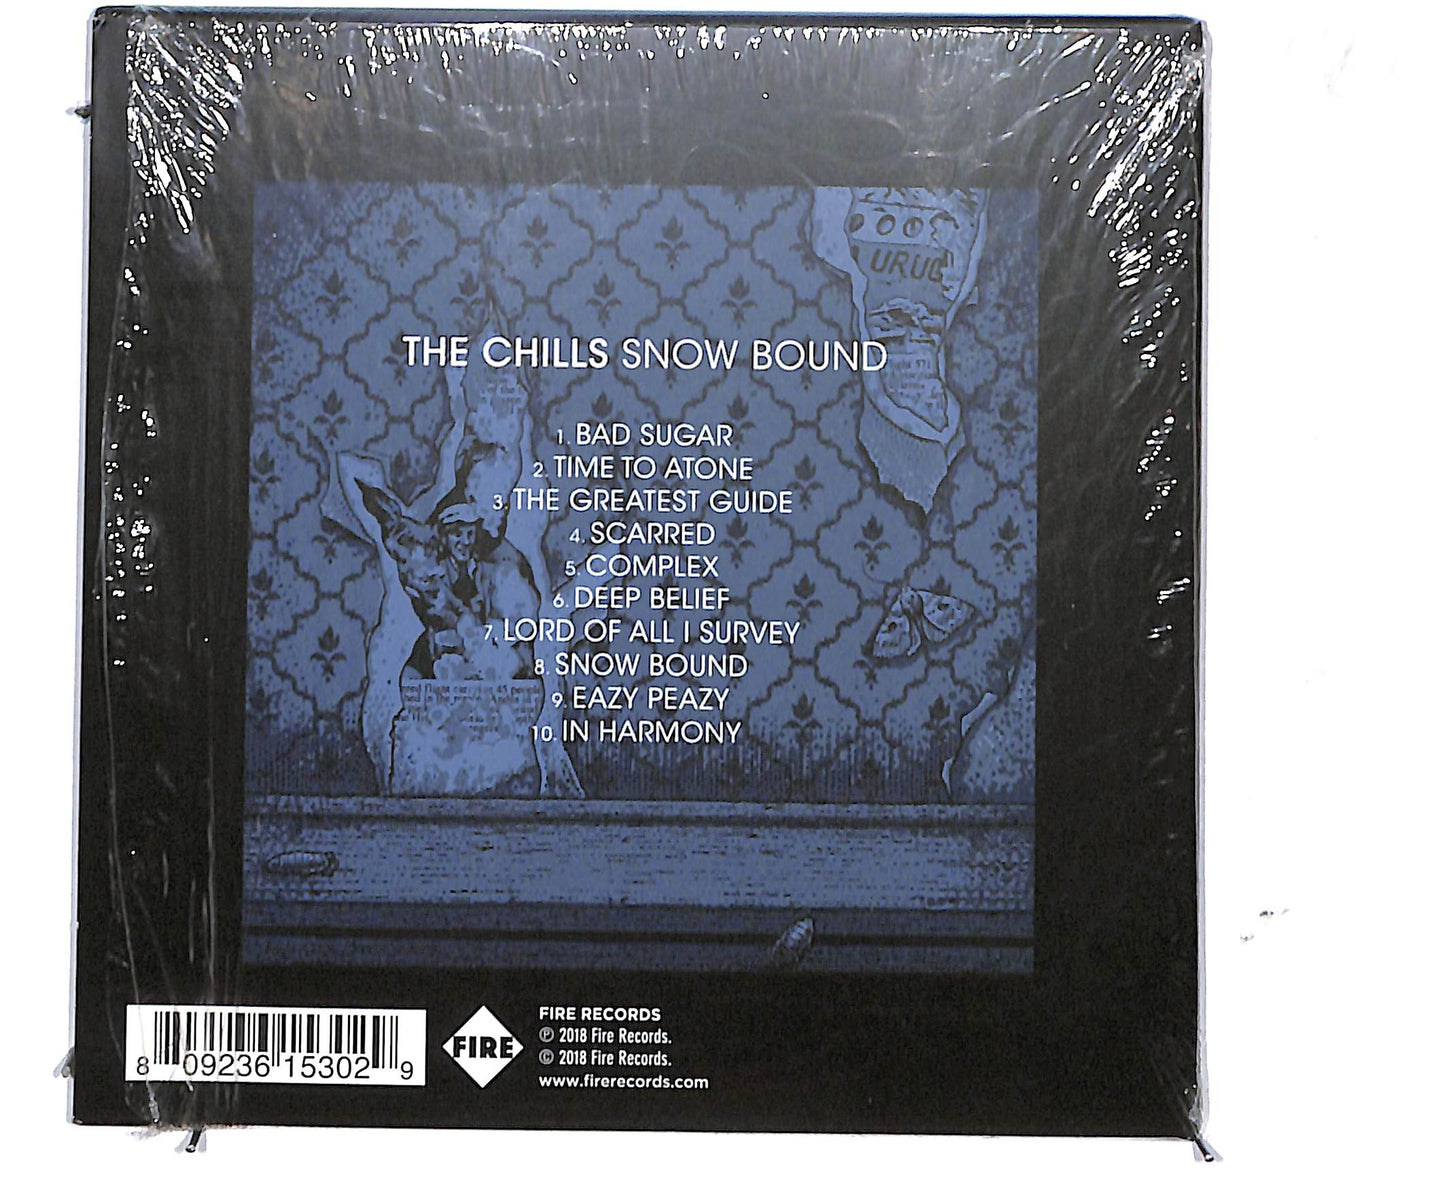 URUG
THE CHILLS SNOW BOUND
1. BAD SUGAR
2. TIME TO ATONE
3. THE GREATEST GUIDE
4. SCARRED
5. COMPLEX
6. DEEP BELIEF
7. LORD OF ALL I SURVEY
8. SNOW BOUND
9. EAZY PEAZY
10. IN HARMONY
8 09236 15302 9
FIRE
FIRE RECORDS
℗ 2018 Fire Records.
© 2018 Fire Records.
www.firerecords.com